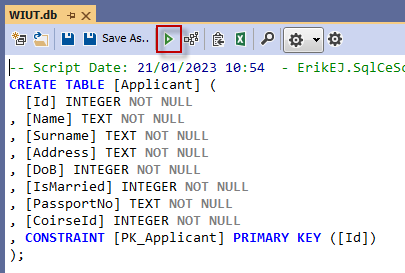 WIUT.db
Save As..
-- Script Date: 21/01/2023 10:54 - ErikEJ.SqlCeSc
CREATE TABLE [Applicant] (
[Id] INTEGER NOT NULL
, [Name] TEXT NOT NULL
, [Surname] TEXT NOT NULL
, [Address] TEXT NOT NULL
, [DoB] INTEGER NOT NULL
, [IsMarried] INTEGER NOT NULL
, [PassportNo] TEXT NOT NULL
, [CoirseId] INTEGER NOT NULL
, CONSTRAINT [PK_Applicant] PRIMARY KEY ([Id])
);